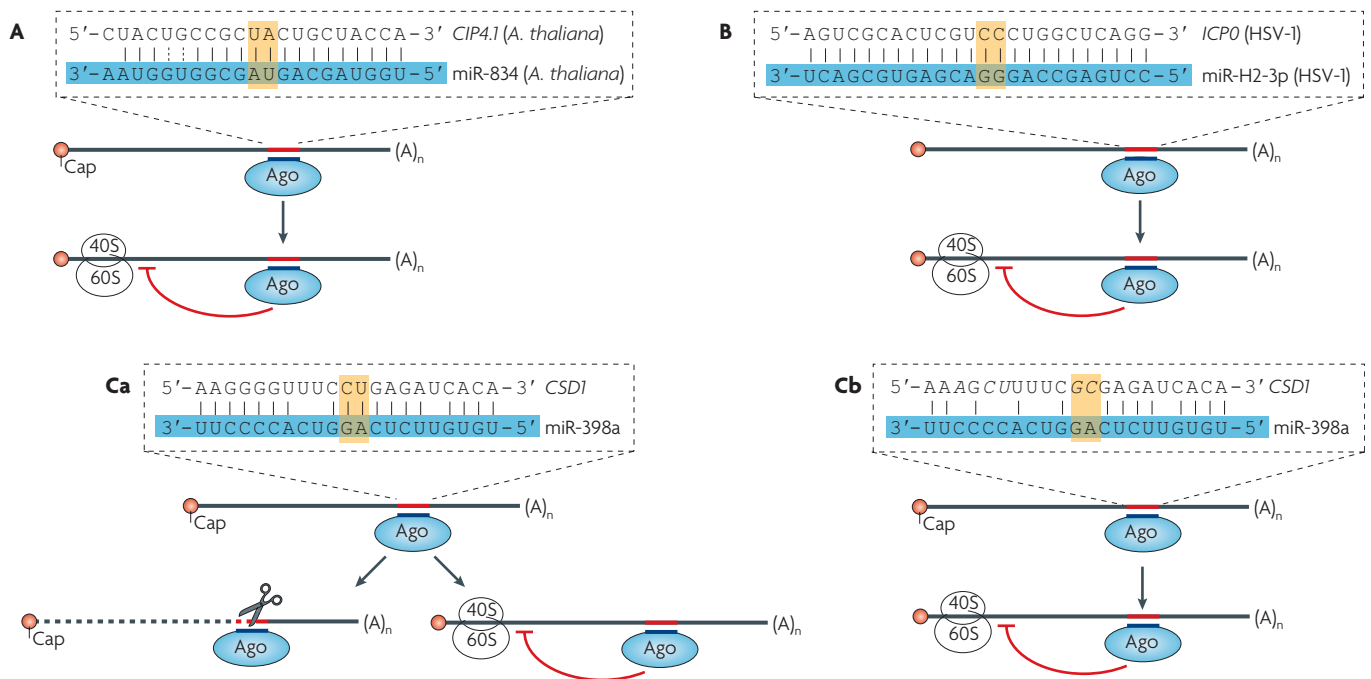 A
5′-CUACUGCCGCUACUGCUACCA-3′ CIP4.1 (A. thaliana)
3′-AAUGGUGGCGAUGACGAUGGU-5′ miR-834 (A. thaliana)
Cap
(A)n
Ago
40S
60S
(A)n
Ago
B
5′-AGUCGCACUCGUCCCUGGCUCAGG-3′ ICP0 (HSV-1)
3′-UCAGCGUGAGCAGGGACCGAGUCC-5′ miR-H2-3p (HSV-1)
(A)n
Ago
40S
60S
(A)n
Ago
Ca
5′-AAGGGGUUUCCUGAGAUCACA-3′ CSD1
3′-UUCCCCACUGGACUCUUGUGU-5′ miR-398a
Cap
(A)n
Ago
Cap
(A)n
Ago
40S
60S
(A)n
Ago
Cb
5′-AAAGCUUUUCGCGAGAUCACA-3′ CSD1
3′-UUCCCCACUGGACUCUUGUGU-5′ miR-398a
Cap
(A)n
Ago
40S
60S
(A)n
Ago